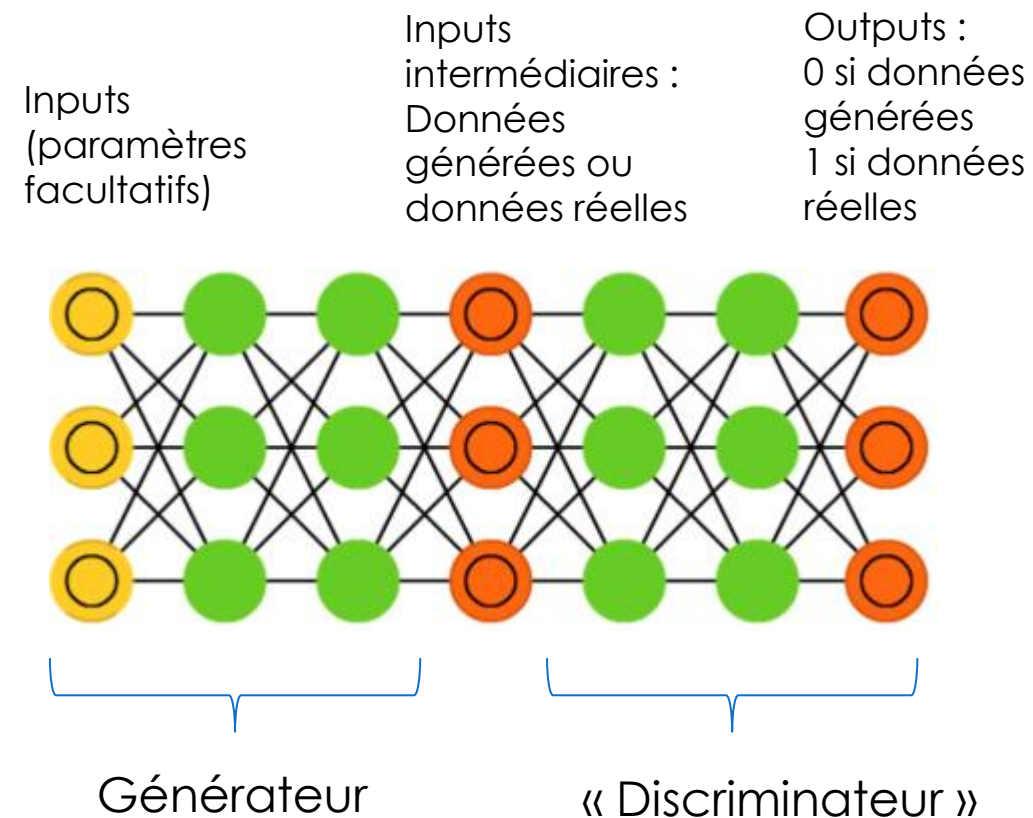 Inputs
(paramètres
facultatifs)
Inputs
intermédiaires :
Données
générées ou
données réelles
Outputs :
0 si données
générées
1 si données
réelles
Générateur
« Discriminateur »